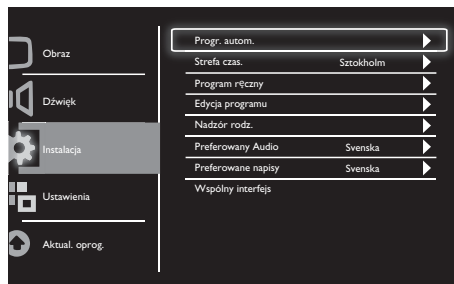 Obraz
Dźwięk
Instalacja
Ustawienia
Aktual. oprog.
Progr. autom.
Strefa czas. Sztokholm
Program ręczny
Edycja programu
Nadzór rodz.
Preferowany Audio Svenska
Preferowane napisy Svenska
Wspólny interfejs